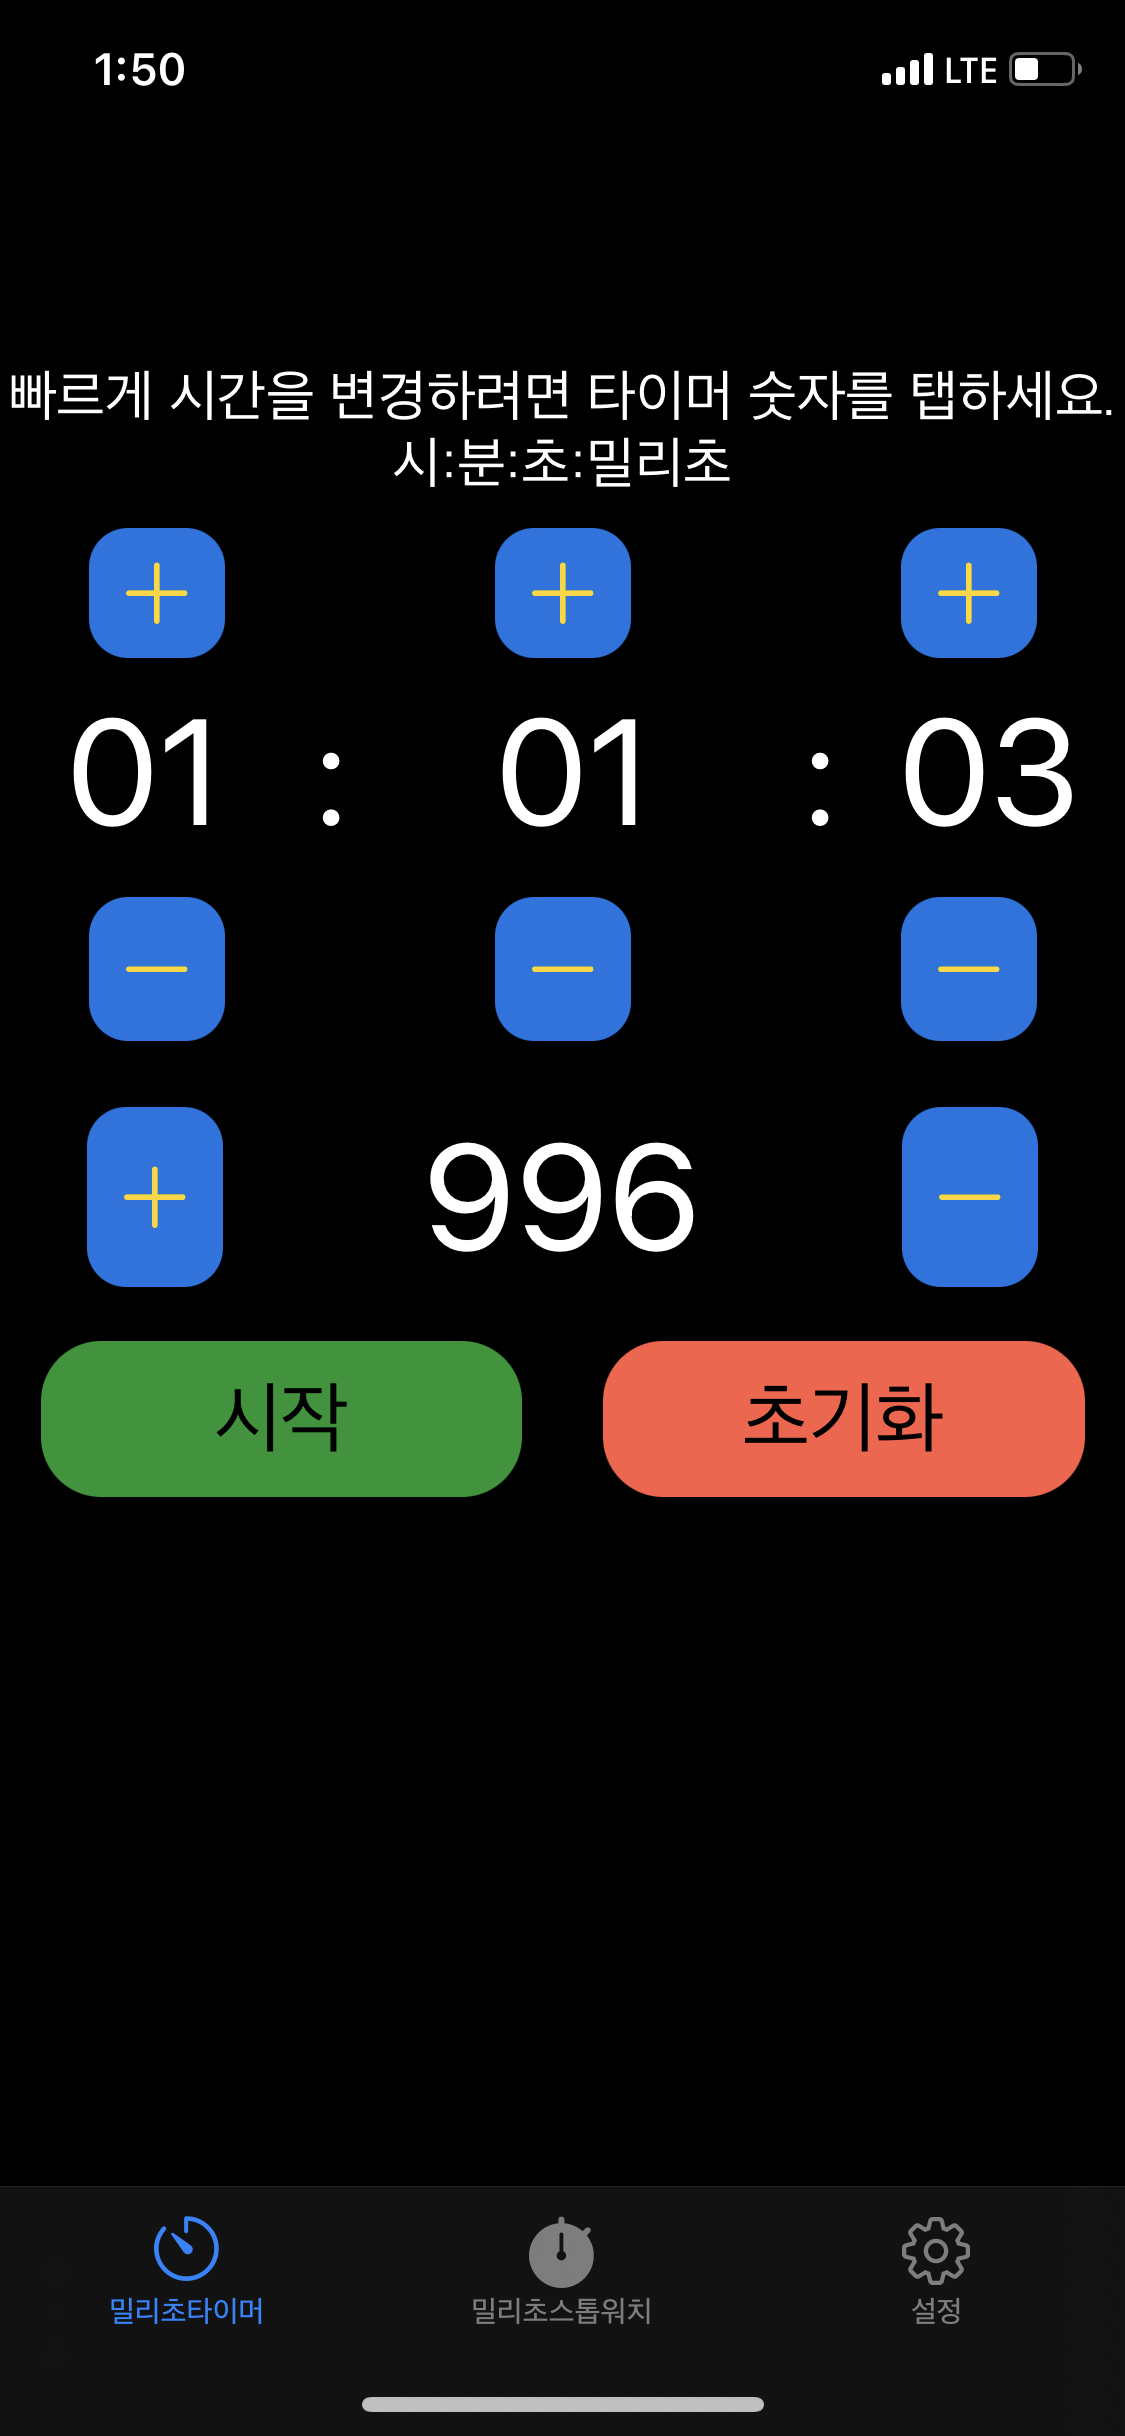 1:50 LTE
빠르게 시간을 변경하려면 타이머 숫자를 탭하세요.
시:분:초:밀리초
+ + +
01 : 01 : 03
— — —
+ 996 —
시작 초기화
밀리초타이머 밀리초스톱워치 설정